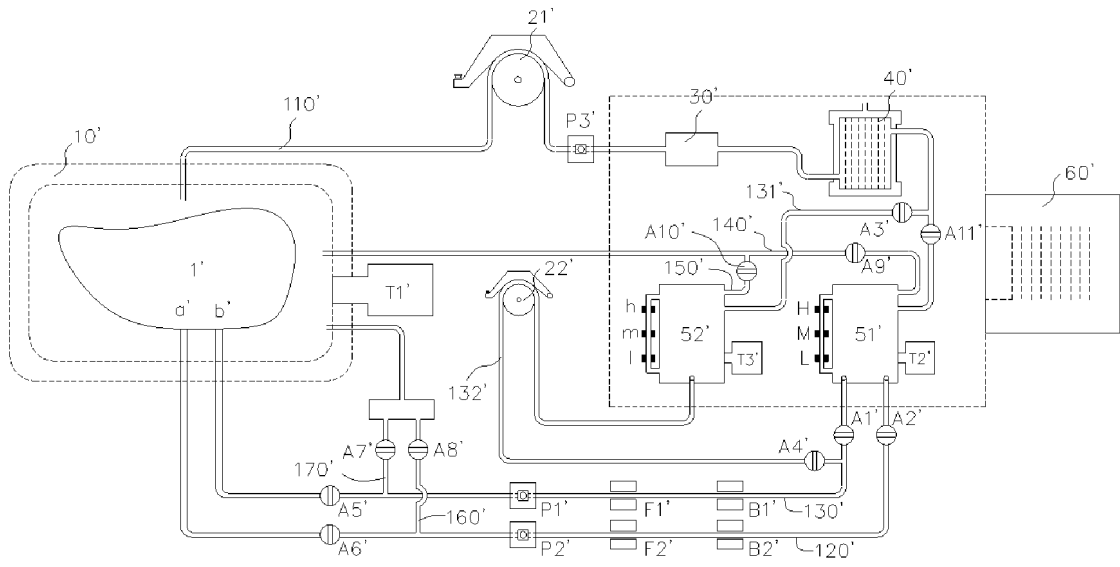 21'
110'
10'
P3'
30'
40'
131'
60'
A3'
A11'
140'
A10'
A9'
150'
1'
T1'
22'
a'
b'
h
m
l
52'
T3'
H
M
L
51'
T2'
132'
A1'
A2'
A7'
A8'
A4'
170'
A5'
P1'
F1'
B1'
130'
160'
A6'
P2'
F2'
B2'
120'